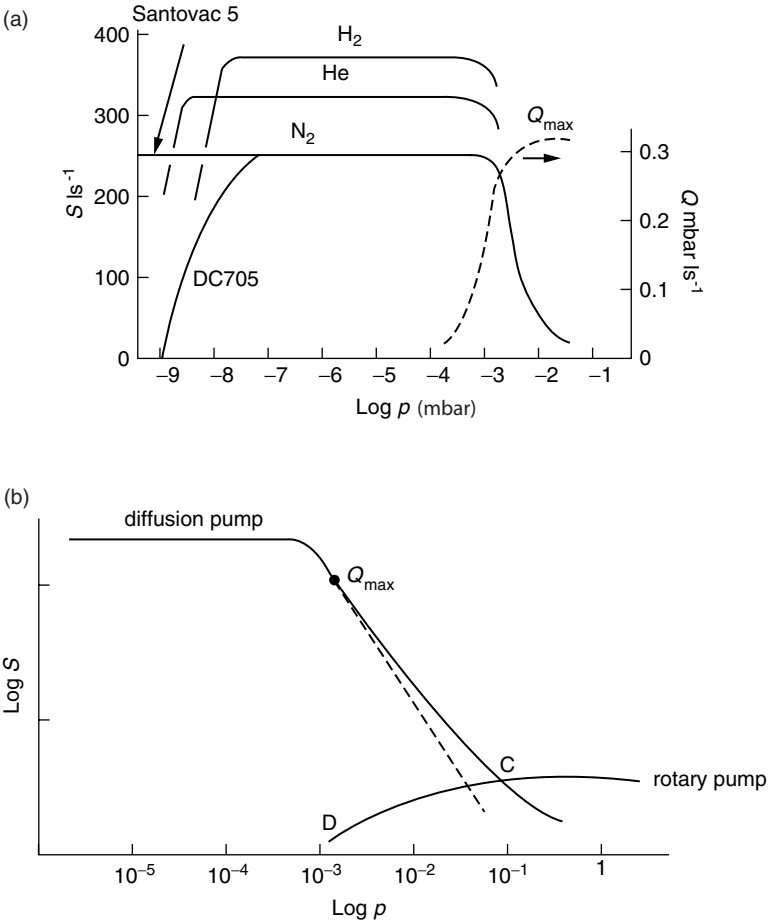 (a)
Santovac 5
400
300
200
100
0
S ls⁻¹
H₂
He
N₂
DC705
Qmax
0.3
0.2
0.1
0
Q mbar ls⁻¹
−9 −8 −7 −6 −5 −4 −3 −2 −1
Log p (mbar)
(b)
diffusion pump
Qmax
Log S
C
rotary pump
D
10⁻⁵ 10⁻⁴ 10⁻³ 10⁻² 10⁻¹ 1
Log p